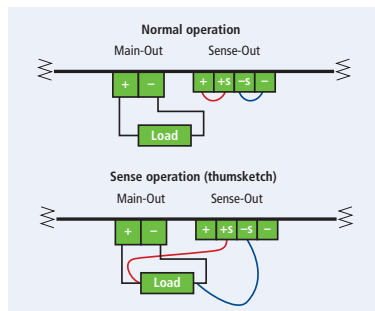 Normal operation
Main-Out Sense-Out
+ − + +s −s −
Load
Sense operation (thumsketch)
Main-Out Sense-Out
+ − + +s −s −
Load